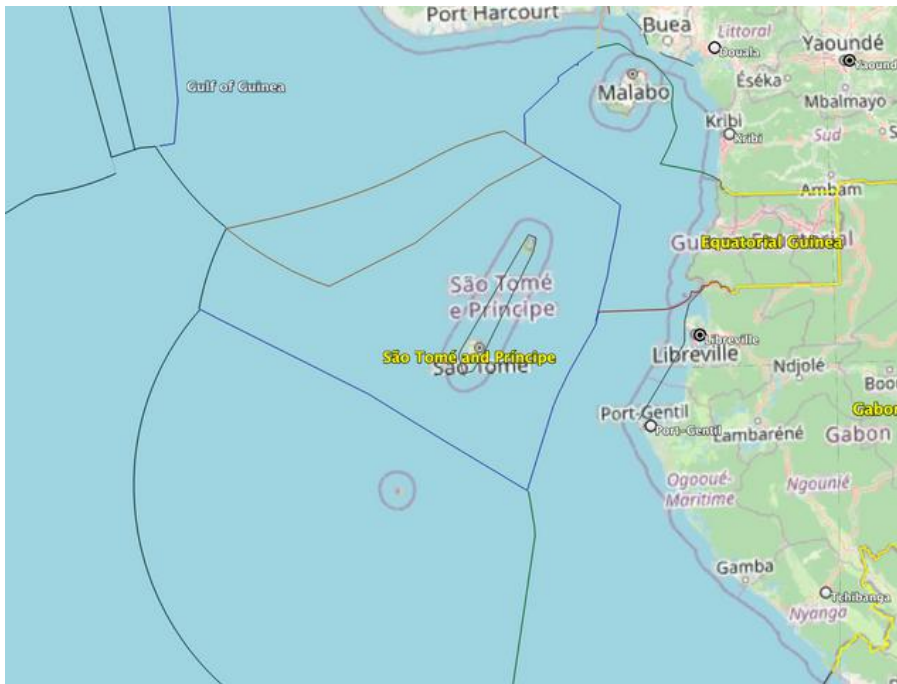 Port Harcourt
Buea
Littoral
Douala
Yaoundé
Gulf of Guinea
Malabo
Éséka
Mbalmayo
Kribi
Kribi
Sud
Ambam
Equatorial Guinea
São Tomé
e Príncipe
São Tomé and Príncipe
São Tomé
Libreville
Libreville
Ndjolé
Port-Gentil
Port-Gentil
Lambaréné
Gabon
Gabon
Ogooué-
Maritime
Ngounié
Gamba
Tchibanga
Nyanga